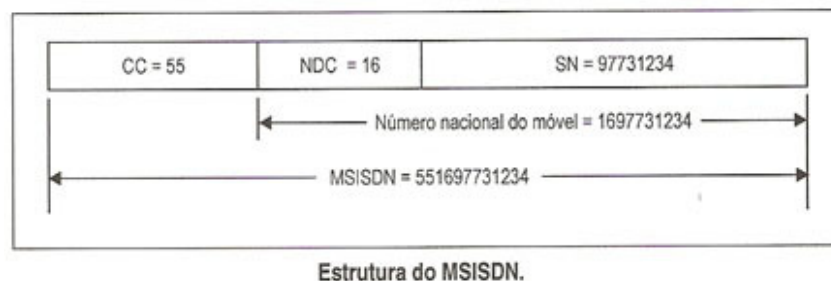 CC = 55 NDC = 16 SN = 97731234
Número nacional do móvel = 1697731234
MSISDN = 551697731234
Estrutura do MSISDN.